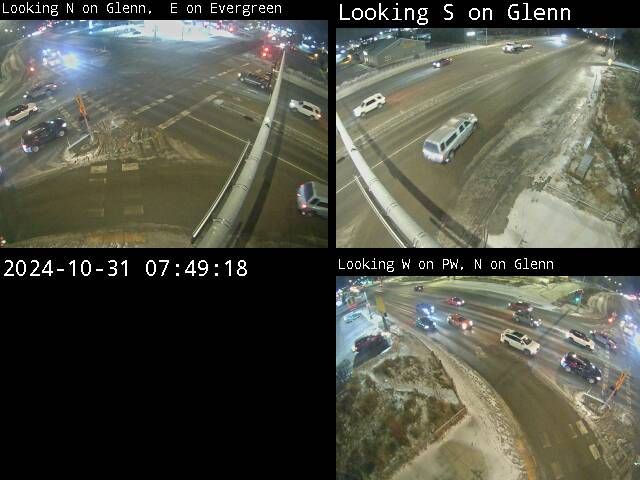 Looking N on Glenn,  E on Evergreen
Looking S on Glenn
2024-10-31 07:49:18
Looking W on PW, N on Glenn